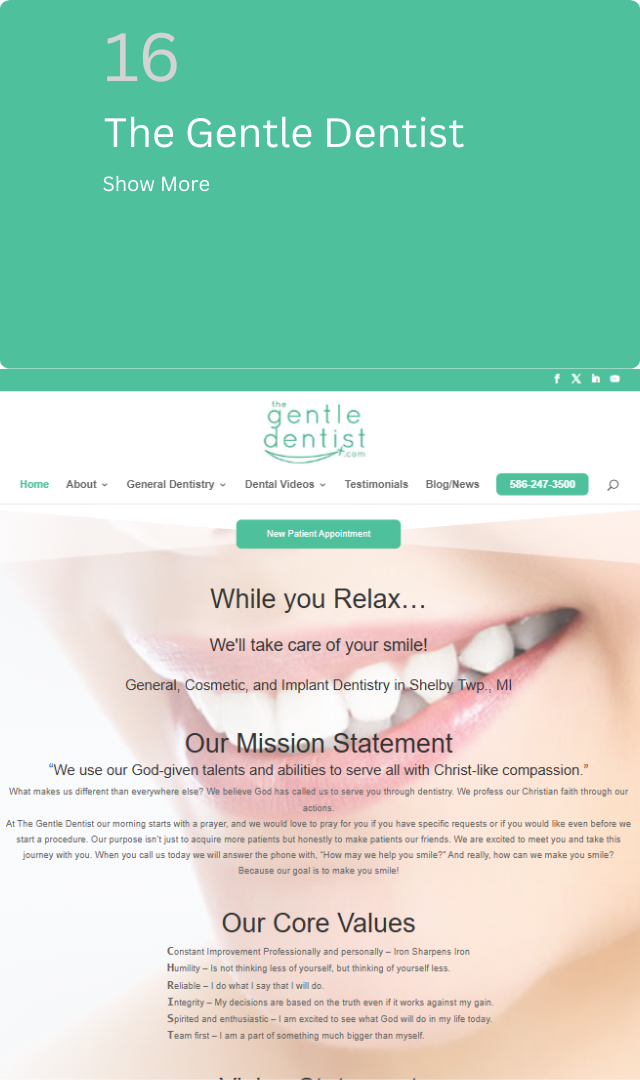 16
The Gentle Dentist
Show More
the
gentle
dentist
.com
Home About General Dentistry Dental Videos Testimonials Blog/News 586-247-3500
New Patient Appointment
While you Relax…
We'll take care of your smile!
General, Cosmetic, and Implant Dentistry in Shelby Twp., MI
Our Mission Statement
“We use our God-given talents and abilities to serve all with Christ-like compassion.”
What makes us different than everywhere else? We believe God has called us to serve you through dentistry. We profess our Christian faith through our
actions.
At The Gentle Dentist our morning starts with a prayer, and we would love to pray for you if you have specific requests or if you would like even before we
start a procedure. Our purpose isn't just to acquire more patients but honestly to make patients our friends. We are excited to meet you and take this
journey with you. When you call us today we will answer the phone with, “How may we help you smile?” And really, how can we make you smile?
Because our goal is to make you smile!
Our Core Values
Constant Improvement Professionally and personally – Iron Sharpens Iron
Humility – Is not thinking less of yourself, but thinking of yourself less.
Reliable – I do what I say that I will do.
Integrity – My decisions are based on the truth even if it works against my gain.
Spirited and enthusiastic – I am excited to see what God will do in my life today.
Team first – I am a part of something much bigger than myself.